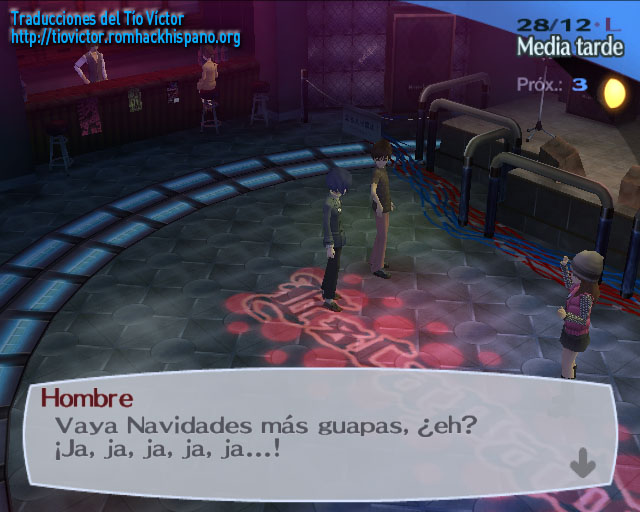 Traducciones del Tio Victor
http://tiovictor.romhackhispano.org
28/12 · L
Media tarde
Próx.: 3
Hombre
Vaya Navidades más guapas, ¿eh?
¡Ja, ja, ja, ja, ja...!